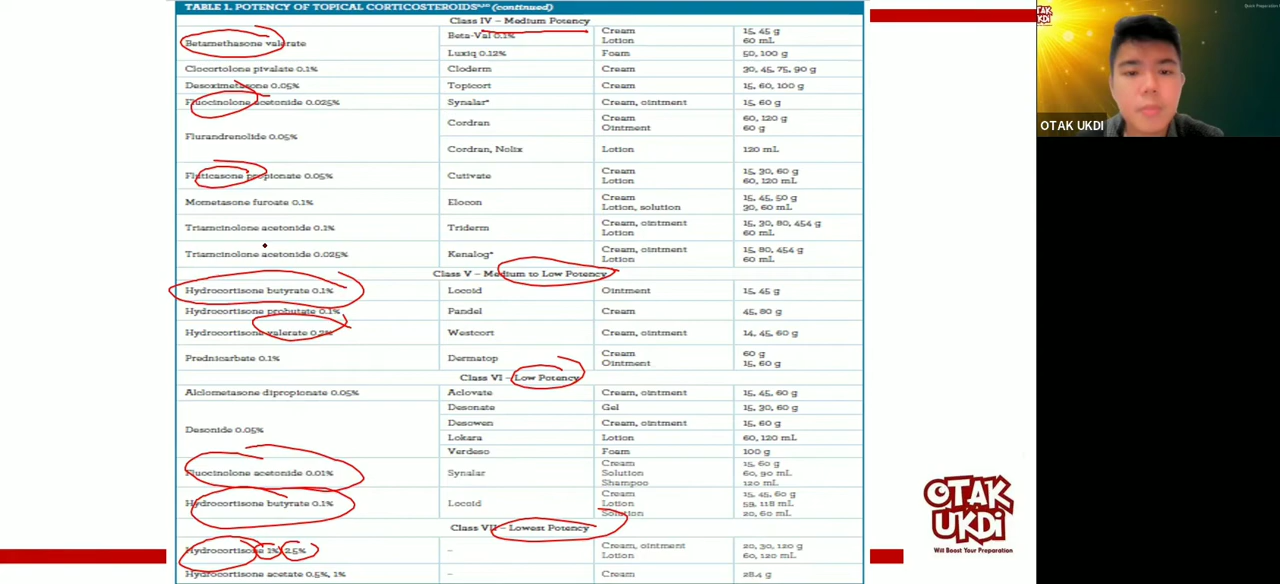 TABLE 1. POTENCY OF TOPICAL CORTICOSTEROIDS (continued)
Class IV – Medium Potency
Betamethasone valerate Beta-Val 0.1% Cream 15, 45 g
Lotion 60 mL
Luxiq 0.12% Foam 50, 100 g
Clocortolone pivalate 0.1% Cloderm Cream 30, 45, 75, 90 g
Desoximetasone 0.05% Topicort Cream 15, 60, 100 g
Fluocinolone acetonide 0.025% Synalar* Cream, ointment 15, 60 g
Flurandrenolide 0.05% Cordran Cream 60, 120 g
Ointment 60 g
Cordran, Nolix Lotion 120 mL
Fluticasone propionate 0.05% Cutivate Cream 15, 30, 60 g
Lotion 60, 120 mL
Mometasone furoate 0.1% Elocon Cream 15, 45, 50 g
Lotion, solution 30, 60 mL
Triamcinolone acetonide 0.1% Triderm Cream, ointment 15, 30, 80, 454 g
Lotion 60 mL
Triamcinolone acetonide 0.025% Kenalog* Cream, ointment 15, 80, 454 g
Lotion 60 mL
Class V – Medium to Low Potency
Hydrocortisone butyrate 0.1% Locoid Ointment 15, 45 g
Hydrocortisone probutate 0.1% Pandel Cream 45, 80 g
Hydrocortisone valerate 0.2% Westcort Cream, ointment 14, 45, 60 g
Prednicarbate 0.1% Dermatop Cream 60 g
Ointment 15, 60 g
Class VI – Low Potency
Alclometasone dipropionate 0.05% Aclovate Cream, ointment 15, 45, 60 g
Desonide 0.05% Desonate Gel 15, 30, 60 g
Desowen Cream, ointment 15, 60 g
Lokara Lotion 60, 120 mL
Verdeso Foam 100 g
Fluocinolone acetonide 0.01% Synalar Cream 15, 60 g
Solution 60, 90 mL
Shampoo 120 mL
Hydrocortisone butyrate 0.1% Locoid Cream 15, 45, 60 g
Lotion 59, 118 mL
Solution 20, 60 mL
Class VII – Lowest Potency
Hydrocortisone 1%, 2.5% – Cream, ointment 20, 30, 120 g
Lotion 60, 120 mL
Hydrocortisone acetate 0.5%, 1% – Cream 28.4 g
OTAK
UKDI
OTAK UKDI
OTAK
UKDi
Will Boost Your Preparation